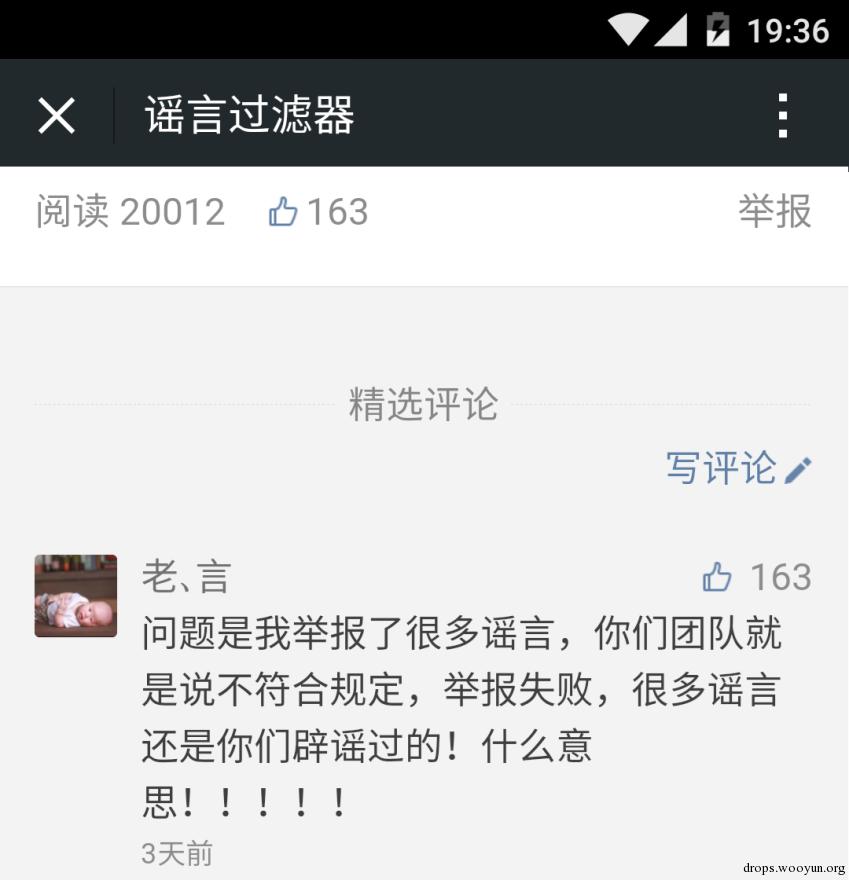 19:36
谣言过滤器
阅读 20012 163 举报
精选评论
写评论
老、言 163
问题是我举报了很多谣言，你们团队就
是说不符合规定，举报失败，很多谣言
还是你们辟谣过的！什么意
思！！！！！
3天前
drops.wooyun.org